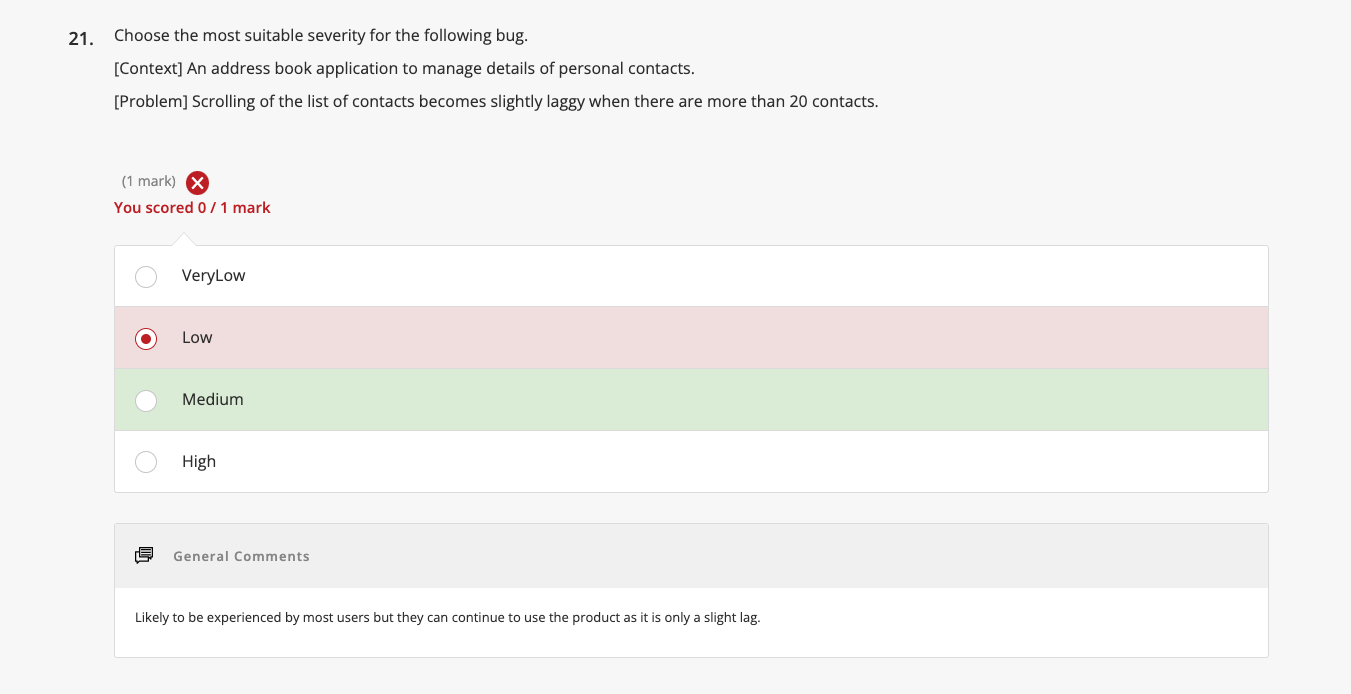 21.
Choose the most suitable severity for the following bug.
[Context] An address book application to manage details of personal contacts.
[Problem] Scrolling of the list of contacts becomes slightly laggy when there are more than 20 contacts.
(1 mark)
You scored 0 / 1 mark
VeryLow
Low
Medium
High
General Comments
Likely to be experienced by most users but they can continue to use the product as it is only a slight lag.